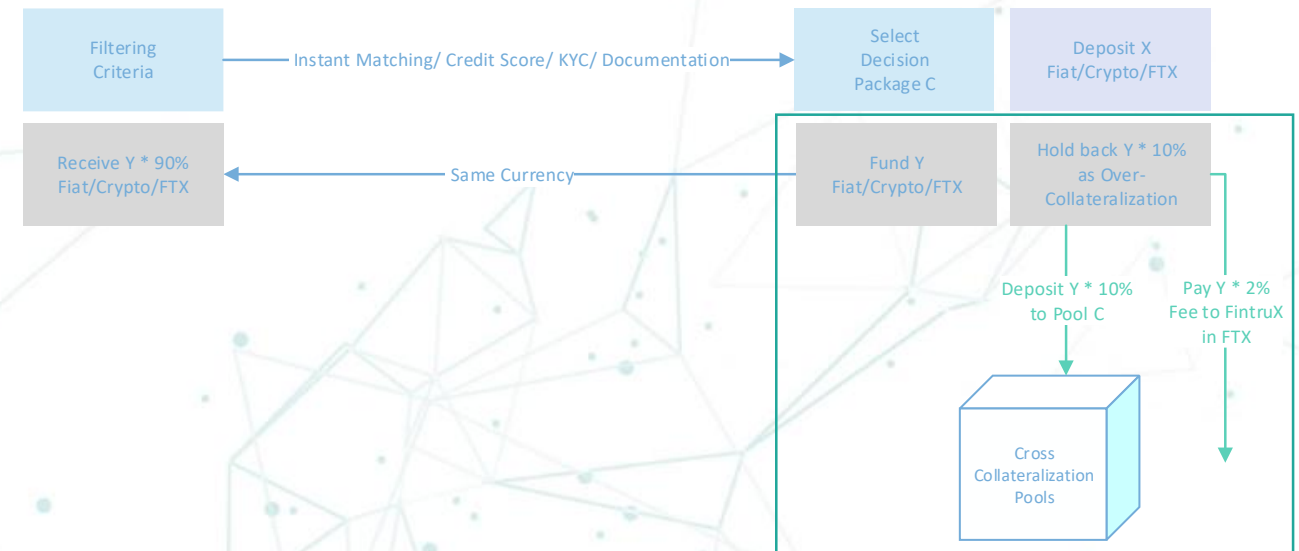 Filtering
Criteria
Instant Matching/ Credit Score/ KYC/ Documentation
Select
Decision
Package C
Deposit X
Fiat/Crypto/FTX
Receive Y * 90%
Fiat/Crypto/FTX
Same Currency
Fund Y
Fiat/Crypto/FTX
Hold back Y * 10%
as Over-
Collateralization
Deposit Y * 10%
to Pool C
Pay Y * 2%
Fee to FintruX
in FTX
Cross
Collateralization
Pools